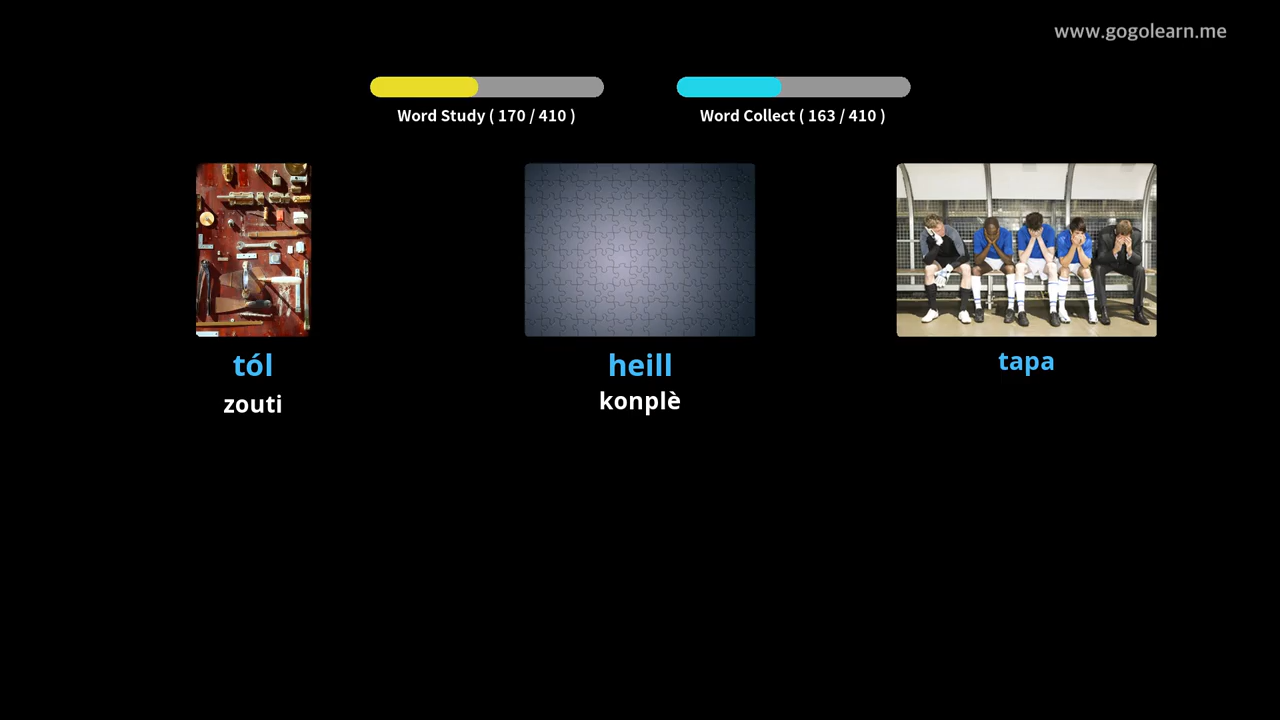 www.gogolearn.me
Word Study ( 170 / 410 )
Word Collect ( 163 / 410 )
tól
heill
tapa
zouti
konplè